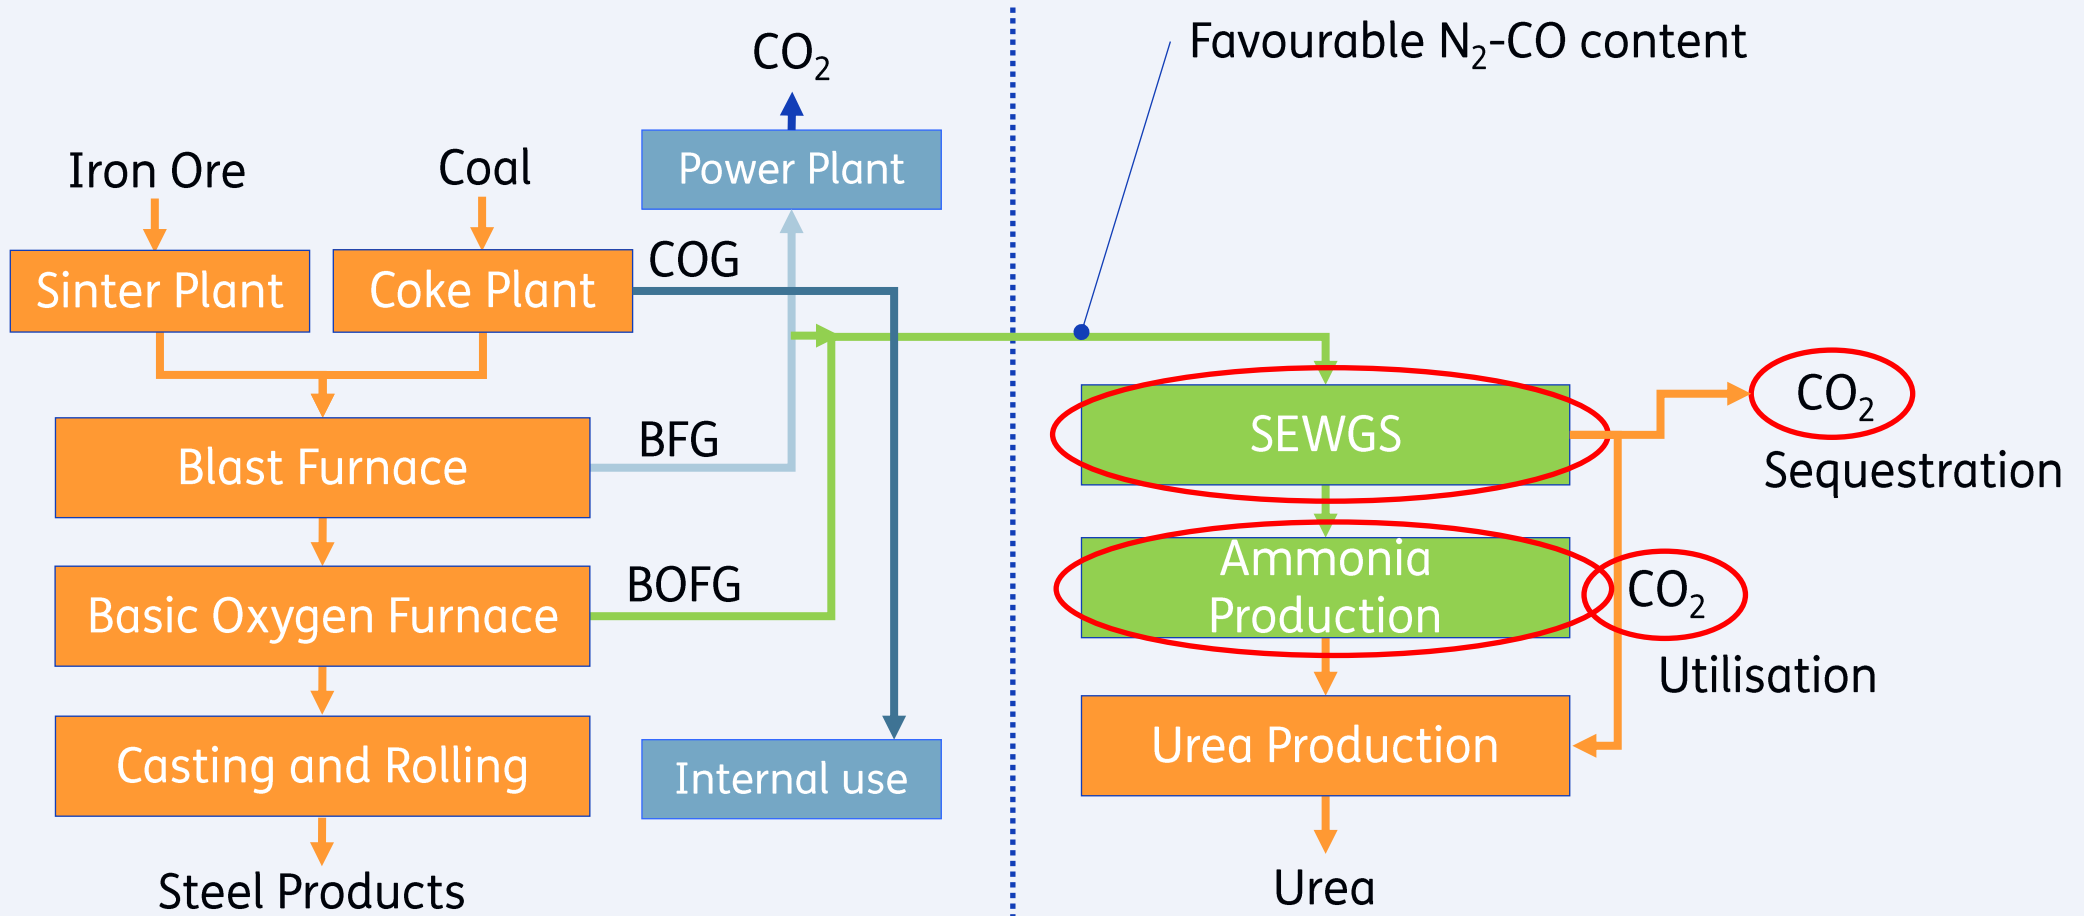 CO₂
Favourable N₂-CO content
Iron Ore
Coal
Power Plant
Sinter Plant
Coke Plant
COG
Blast Furnace
BFG
SEWGS
CO₂
Sequestration
Basic Oxygen Furnace
BOFG
Ammonia
Production
CO₂
Utilisation
Casting and Rolling
Internal use
Urea Production
Steel Products
Urea